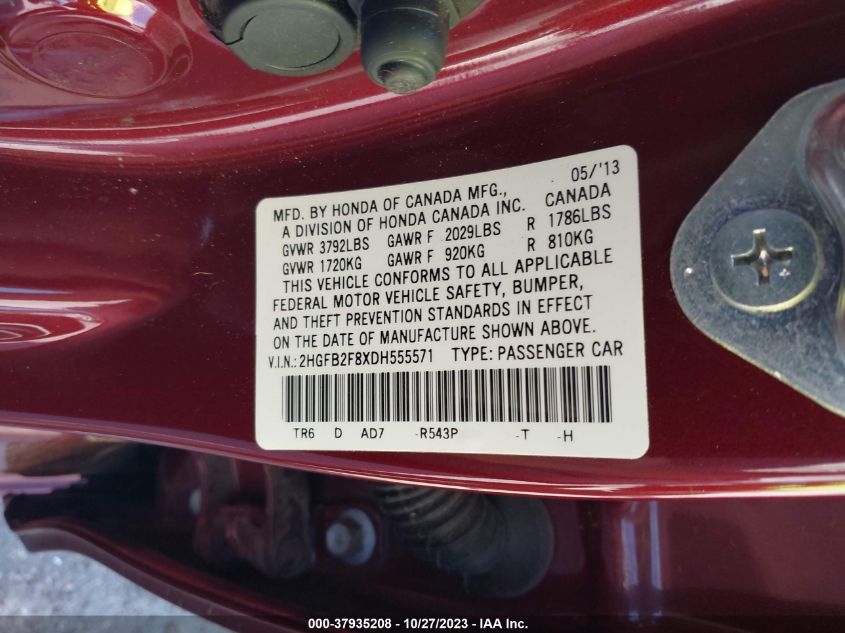 05/'13
MFD. BY HONDA OF CANADA MFG.,
A DIVISION OF HONDA CANADA INC. CANADA
GVWR 3792LBS GAWR F 2029LBS R 1786LBS
GVWR 1720KG GAWR F 920KG R 810KG
THIS VEHICLE CONFORMS TO ALL APPLICABLE
FEDERAL MOTOR VEHICLE SAFETY, BUMPER,
AND THEFT PREVENTION STANDARDS IN EFFECT
ON THE DATE OF MANUFACTURE SHOWN ABOVE.
V.I.N.: 2HGFB2F8XDH555571 TYPE: PASSENGER CAR
TR6 D AD7 -R543P -T -H
000-37935208 - 10/27/2023 - IAA Inc.